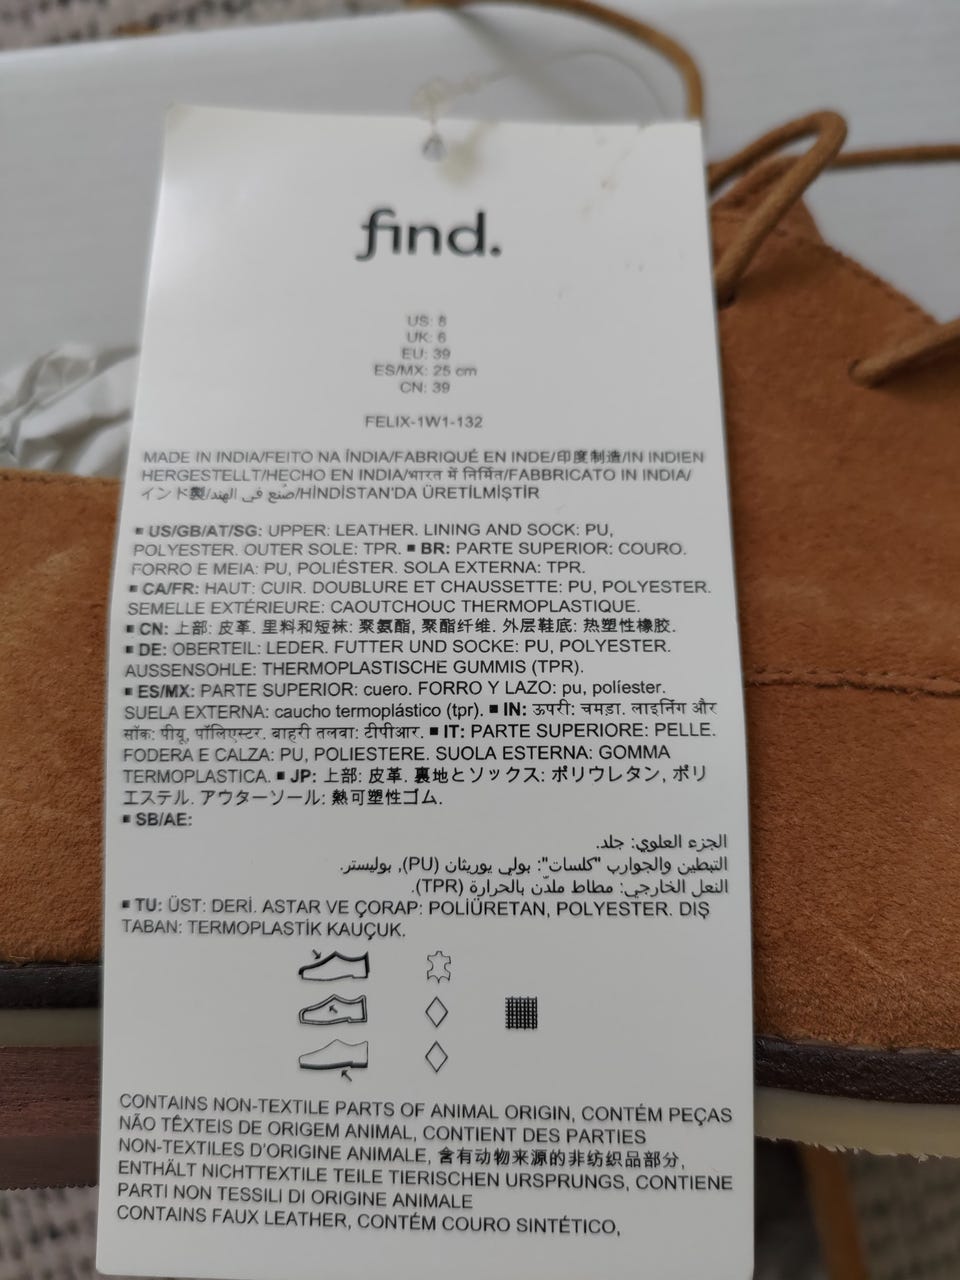 find.
US: 8
UK: 6
EU: 39
ES/MX: 25 cm
CN: 39
FELIX-1W1-132
MADE IN INDIA/FEITO NA ÍNDIA/FABRIQUÉ EN INDE/印度制造/IN INDIEN
HERGESTELLT/HECHO EN INDIA/भारत में निर्मित/FABBRICATO IN INDIA/
インド製/صُنع في الهند/HİNDİSTAN'DA ÜRETİLMİŞTİR
▪ US/GB/AT/SG: UPPER: LEATHER. LINING AND SOCK: PU,
POLYESTER. OUTER SOLE: TPR. ▪ BR: PARTE SUPERIOR: COURO.
FORRO E MEIA: PU, POLIÉSTER. SOLA EXTERNA: TPR.
▪ CA/FR: HAUT: CUIR. DOUBLURE ET CHAUSSETTE: PU, POLYESTER.
SEMELLE EXTÉRIEURE: CAOUTCHOUC THERMOPLASTIQUE.
▪ CN: 上部: 皮革. 里料和短袜: 聚氨酯, 聚酯纤维. 外层鞋底: 热塑性橡胶.
▪ DE: OBERTEIL: LEDER. FUTTER UND SOCKE: PU, POLYESTER.
AUSSENSOHLE: THERMOPLASTISCHE GUMMIS (TPR).
▪ ES/MX: PARTE SUPERIOR: cuero. FORRO Y LAZO: pu, políester.
SUELA EXTERNA: caucho termoplástico (tpr). ▪ IN: ऊपरी: चमड़ा. लाइनिंग और
सॉक: पीयू, पॉलिएस्टर. बाहरी तलवा: टीपीआर. ▪ IT: PARTE SUPERIORE: PELLE.
FODERA E CALZA: PU, POLIESTERE. SUOLA ESTERNA: GOMMA
TERMOPLASTICA. ▪ JP: 上部: 皮革. 裏地とソックス: ポリウレタン, ポリ
エステル. アウターソール: 熱可塑性ゴム.
▪ SB/AE:
الجزء العلوي: جلد.
التبطين والجوارب "كلسات": بولي يوريثان (PU), بوليستر.
النعل الخارجي: مطاط ملدّن بالحرارة (TPR).
▪ TU: ÜST: DERİ. ASTAR VE ÇORAP: POLİÜRETAN, POLYESTER. DIŞ
TABAN: TERMOPLASTİK KAUÇUK.
CONTAINS NON-TEXTILE PARTS OF ANIMAL ORIGIN, CONTÉM PEÇAS
NÃO TÊXTEIS DE ORIGEM ANIMAL, CONTIENT DES PARTIES
NON-TEXTILES D'ORIGINE ANIMALE, 含有动物来源的非纺织品部分,
ENTHÄLT NICHTTEXTILE TEILE TIERISCHEN URSPRUNGS, CONTIENE
PARTI NON TESSILI DI ORIGINE ANIMALE
CONTAINS FAUX LEATHER, CONTÉM COURO SINTÉTICO,